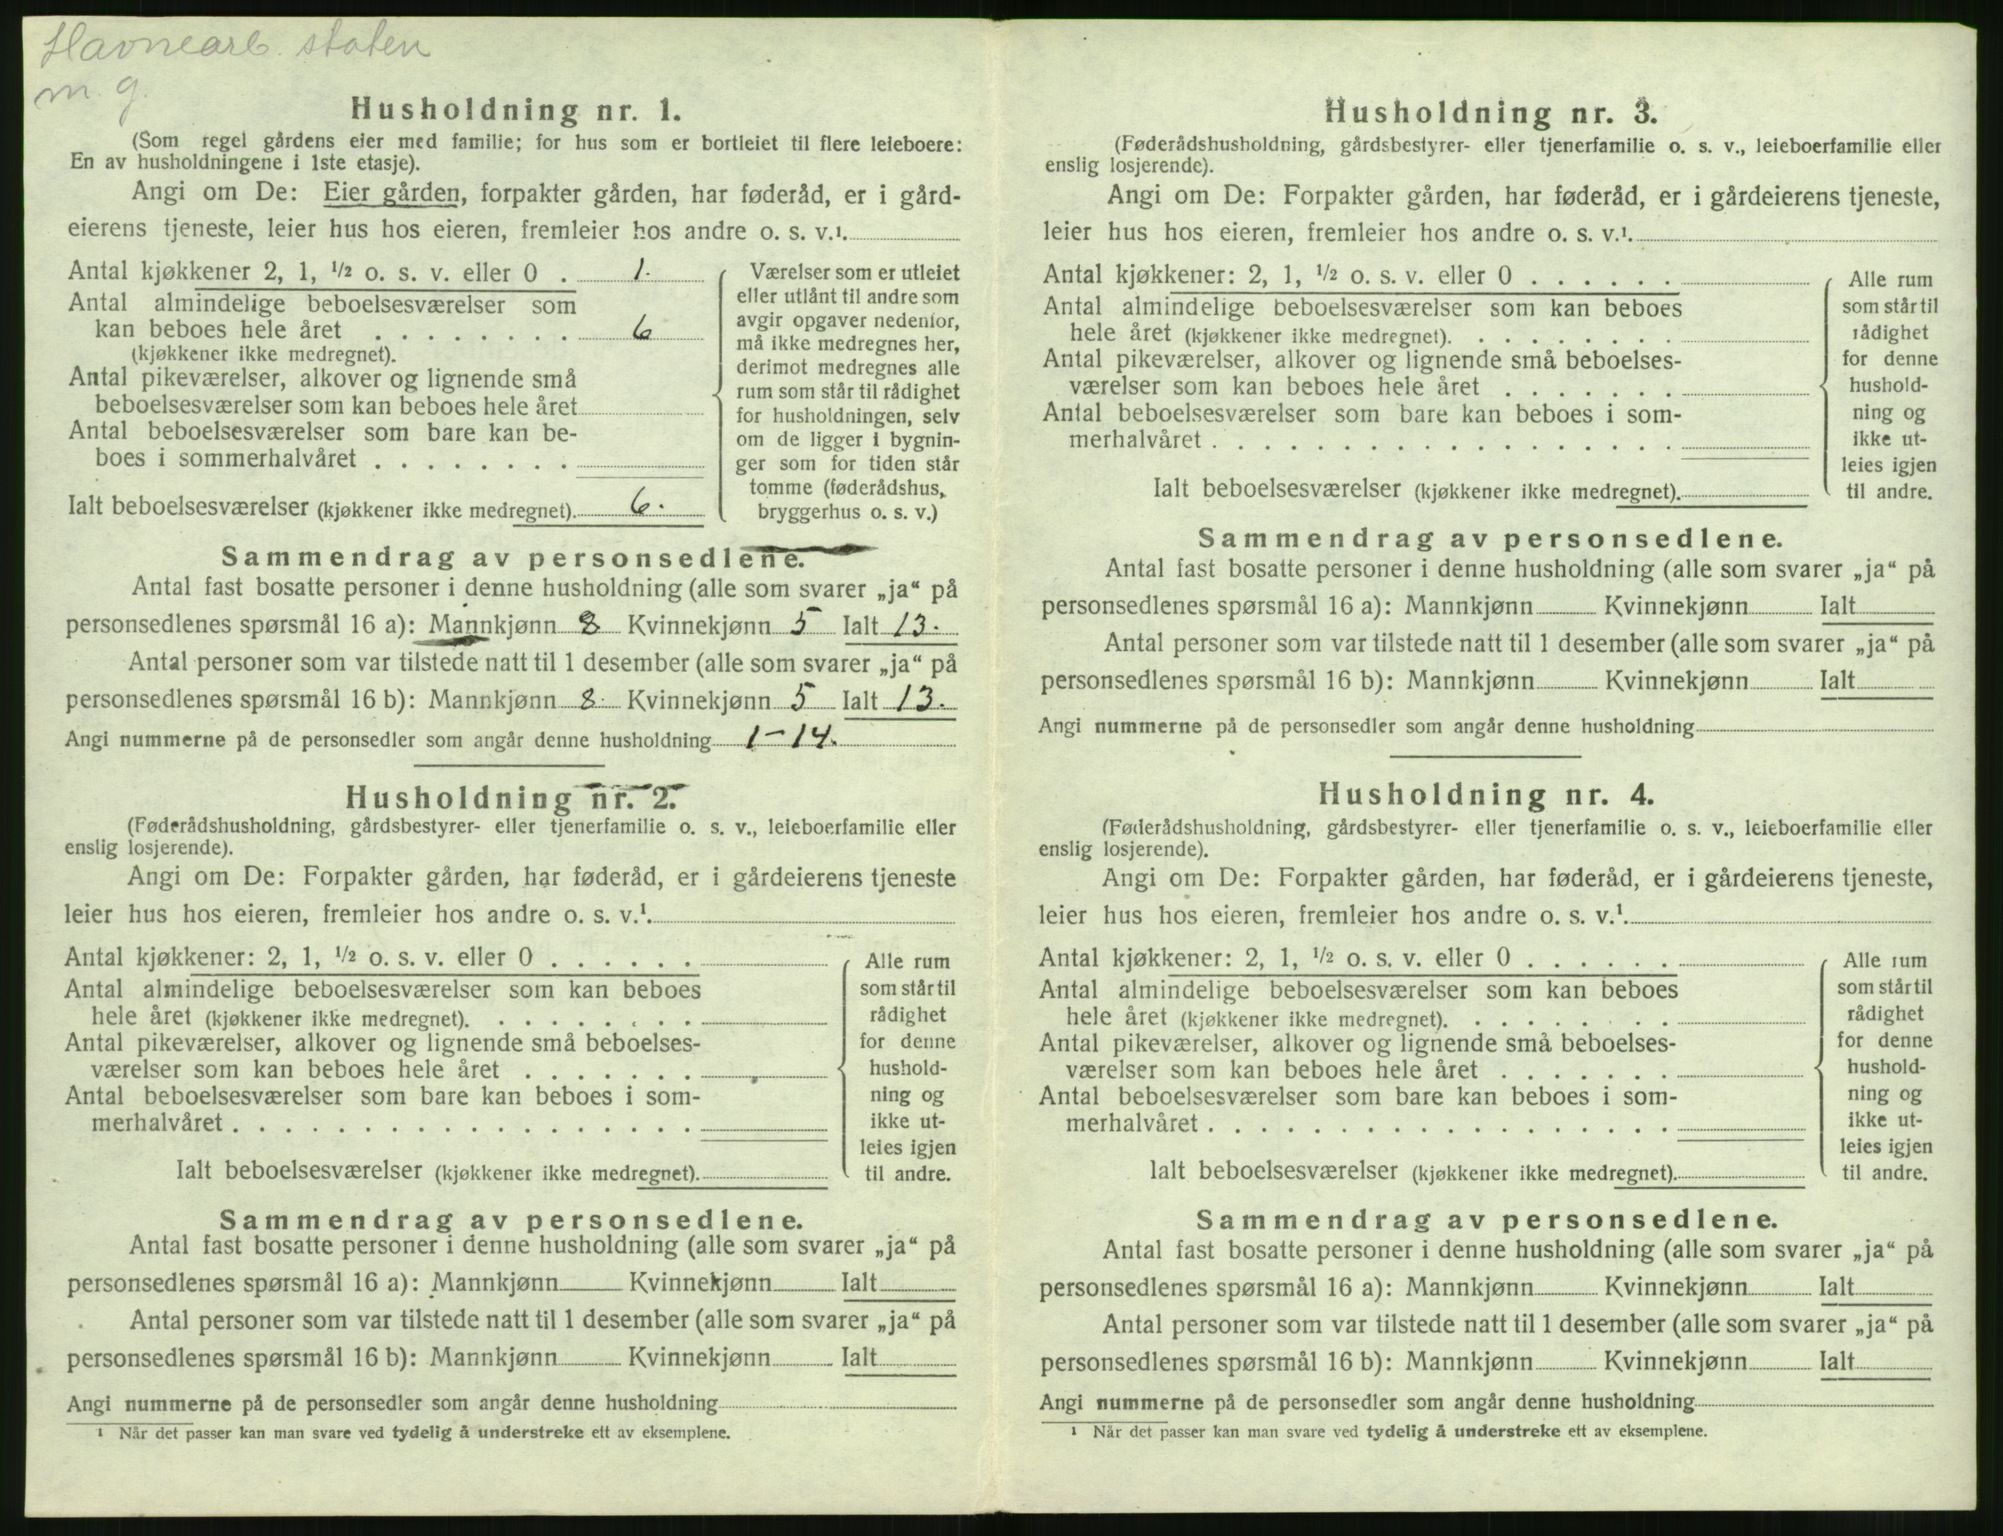 Havnearb. staten
m. g.
Husholdning nr. 1.
(Som regel gårdens eier med familie; for hus som er bortleiet til flere leieboere:
En av husholdningene i 1ste etasje).
Angi om De: Eier gården, forpakter gården, har føderåd, er i gård-
eierens tjeneste, leier hus hos eieren, fremleier hos andre o. s. v.¹
Antal kjøkkener 2, 1, 1/2 o. s. v. eller 0 . 1.
Antal almindelige beboelsesværelser som
kan beboes hele året . . . . . . . . 6
(kjøkkener ikke medregnet).
Antal pikeværelser, alkover og lignende små
beboelsesværelser som kan beboes hele året
Antal beboelsesværelser som bare kan be-
boes i sommerhalvåret . . . . . . . .
Ialt beboelsesværelser (kjøkkener ikke medregnet). 6.
Værelser som er utleiet
eller utlånt til andre som
avgir opgaver nedenfor,
må ikke medregnes her,
derimot medregnes alle
rum som står til rådighet
for husholdningen, selv
om de ligger i bygnin-
ger som for tiden står
tomme (føderådshus,
bryggerhus o. s. v.)
Sammendrag av personsedlene.
Antal fast bosatte personer i denne husholdning (alle som svarer „ja“ på
personsedlenes spørsmål 16 a): Mannkjønn 8 Kvinnekjønn 5 Ialt 13.
Antal personer som var tilstede natt til 1 desember (alle som svarer „ja“ på
personsedlenes spørsmål 16 b): Mannkjønn 8. Kvinnekjønn 5 Ialt 13.
Angi nummerne på de personsedler som angår denne husholdning 1-14.
Husholdning nr. 2.
(Føderådshusholdning, gårdsbestyrer- eller tjenerfamilie o. s. v., leieboerfamilie eller
enslig losjerende).
Angi om De: Forpakter gården, har føderåd, er i gårdeierens tjeneste
leier hus hos eieren, fremleier hos andre o. s. v.¹
Antal kjøkkener: 2, 1, 1/2 o. s. v. eller 0 . . . . . .
Antal almindelige beboelsesværelser som kan beboes
hele året (kjøkkener ikke medregnet). . . . . . . . .
Antal pikeværelser, alkover og lignende små beboelses-
værelser som kan beboes hele året . . . . . . .
Antal beboelsesværelser som bare kan beboes i som-
merhalvåret . . . . . . . . . . . . . . . . . .
Ialt beboelsesværelser (kjøkkener ikke medregnet).
Alle rum
som står til
rådighet
for denne
hushold-
ning og
ikke ut-
leies igjen
til andre.
Sammendrag av personsedlene.
Antal fast bosatte personer i denne husholdning (alle som svarer „ja“ på
personsedlenes spørsmål 16 a): Mannkjønn Kvinnekjønn Ialt
Antal personer som var tilstede natt til 1 desember (alle som svarer „ja“ på
personsedlenes spørsmål 16 b): Mannkjønn Kvinnekjønn Ialt
Angi nummerne på de personsedler som angår denne husholdning
¹ Når det passer kan man svare ved tydelig å understreke ett av eksemplene.
Husholdning nr. 3.
(Føderådshusholdning, gårdsbestyrer- eller tjenerfamilie o. s. v., leieboerfamilie eller
enslig losjerende).
Angi om De: Forpakter gården, har føderåd, er i gårdeierens tjeneste,
leier hus hos eieren, fremleier hos andre o. s. v.¹
Antal kjøkkener: 2, 1, 1/2 o. s. v. eller 0 . . . . . .
Antal almindelige beboelsesværelser som kan beboes
hele året (kjøkkener ikke medregnet). . . . . . . . .
Antal pikeværelser, alkover og lignende små beboelses-
værelser som kan beboes hele året . . . . . . .
Antal beboelsesværelser som bare kan beboes i som-
merhalvåret . . . . . . . . . . . . . . . . . .
Ialt beboelsesværelser (kjøkkener ikke medregnet).
Alle rum
som står til
rådighet
for denne
hushold-
ning og
ikke ut-
leies igjen
til andre.
Sammendrag av personsedlene.
Antal fast bosatte personer i denne husholdning (alle som svarer „ja“ på
personsedlenes spørsmål 16 a): Mannkjønn Kvinnekjønn Ialt
Antal personer som var tilstede natt til 1 desember (alle som svarer „ja“ på
personsedlenes spørsmål 16 b): Mannkjønn Kvinnekjønn Ialt
Angi nummerne på de personsedler som angår denne husholdning
Husholdning nr. 4.
(Føderådshusholdning, gårdsbestyrer- eller tjenerfamilie o. s. v., leieboerfamilie eller
enslig losjerende).
Angi om De: Forpakter gården, har føderåd, er i gårdeierens tjeneste,
leier hus hos eieren, fremleier hos andre o. s. v.¹
Antal kjøkkener: 2, 1, 1/2 o. s. v. eller 0 . . . . . .
Antal almindelige beboelsesværelser som kan beboes
hele året (kjøkkener ikke medregnet). . . . . . . . .
Antal pikeværelser, alkover og lignende små beboelses-
værelser som kan beboes hele året . . . . . . .
Antal beboelsesværelser som bare kan beboes i som-
merhalvåret . . . . . . . . . . . . . . . . . .
Ialt beboelsesværelser (kjøkkener ikke medregnet).
Alle rum
som står til
rådighet
for denne
hushold-
ning og
ikke ut-
leies igjen
til andre.
Sammendrag av personsedlene.
Antal fast bosatte personer i denne husholdning (alle som svarer „ja“ på
personsedlenes spørsmål 16 a): Mannkjønn Kvinnekjønn Ialt
Antal personer som var tilstede natt til 1 desember (alle som svarer „ja“ på
personsedlenes spørsmål 16 b): Mannkjønn Kvinnekjønn Ialt
Angi nummerne på de personsedler som angår denne husholdning
¹ Når det passer kan man svare ved tydelig å understreke ett av eksemplene.